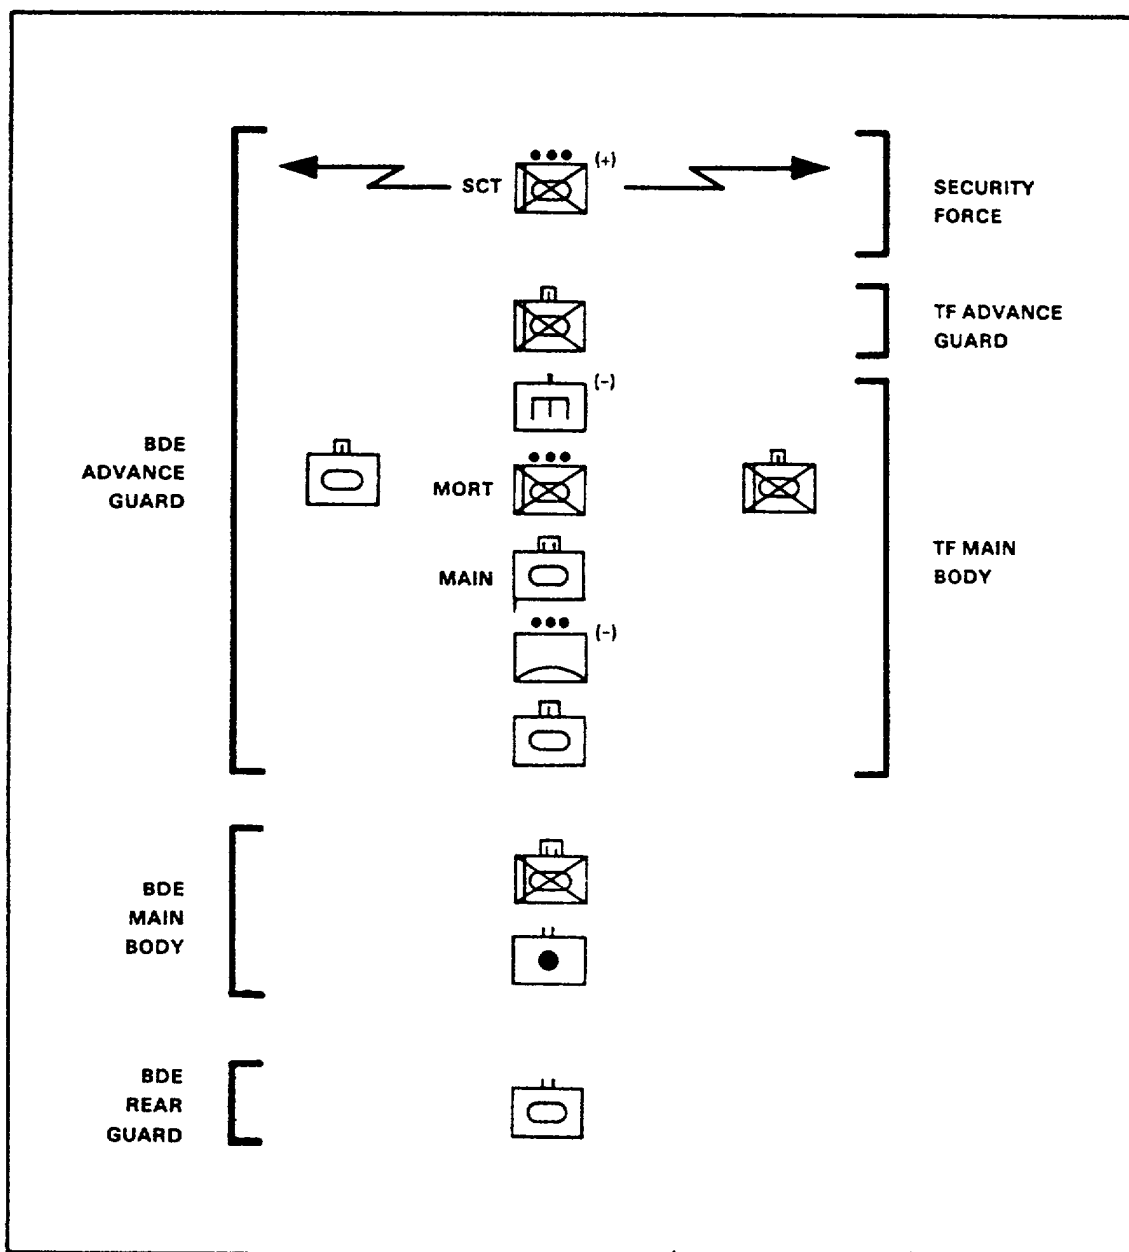 (+)
SCT
SECURITY
FORCE
TF ADVANCE
GUARD
(-)
BDE
ADVANCE
GUARD
MORT
MAIN
TF MAIN
BODY
(-)
BDE
MAIN
BODY
BDE
REAR
GUARD